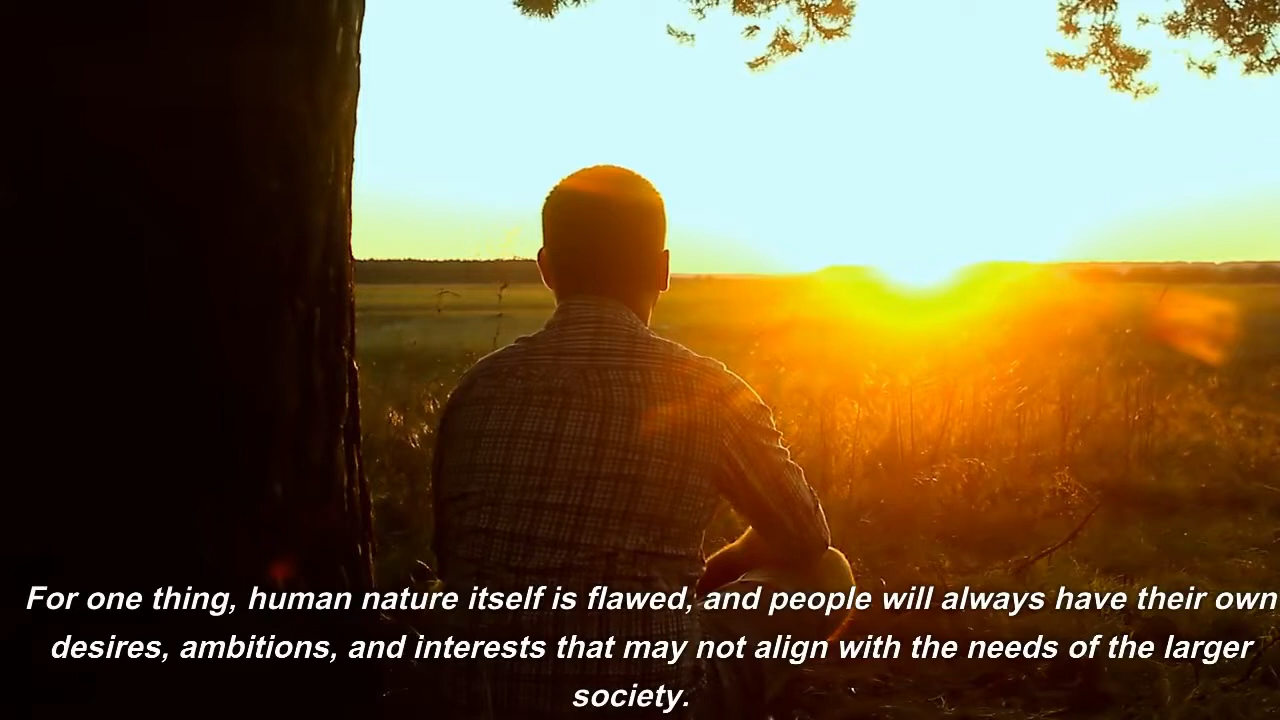 For one thing, human nature itself is flawed, and people will always have their own
desires, ambitions, and interests that may not align with the needs of the larger
society.